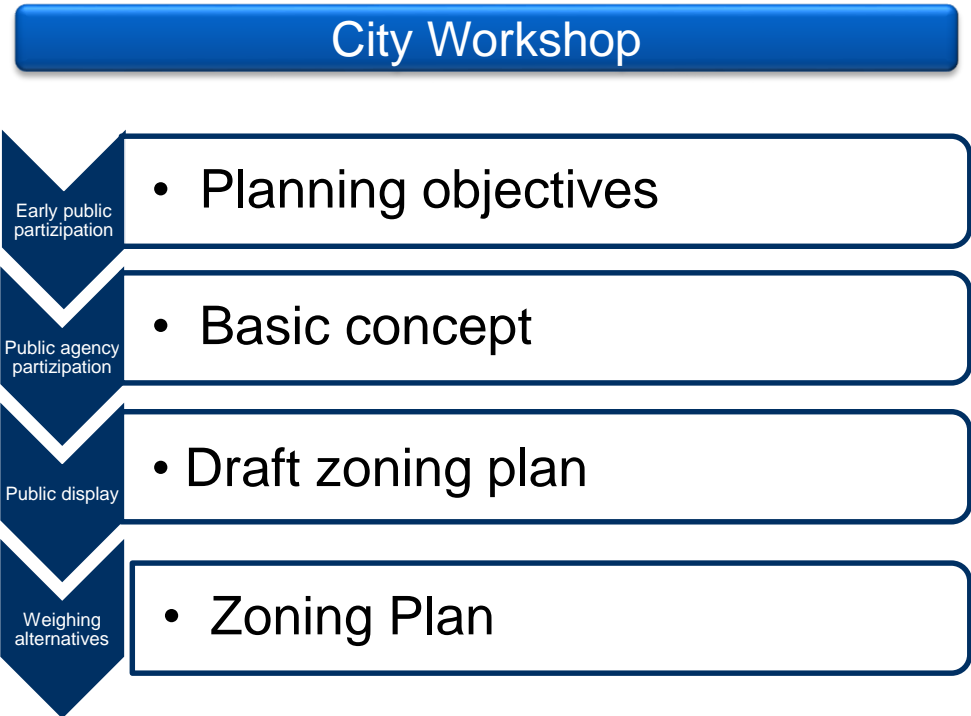 City Workshop
Early public
partizipation
• Planning objectives
Public agency
partizipation
• Basic concept
Public display
• Draft zoning plan
Weighing
alternatives
• Zoning Plan